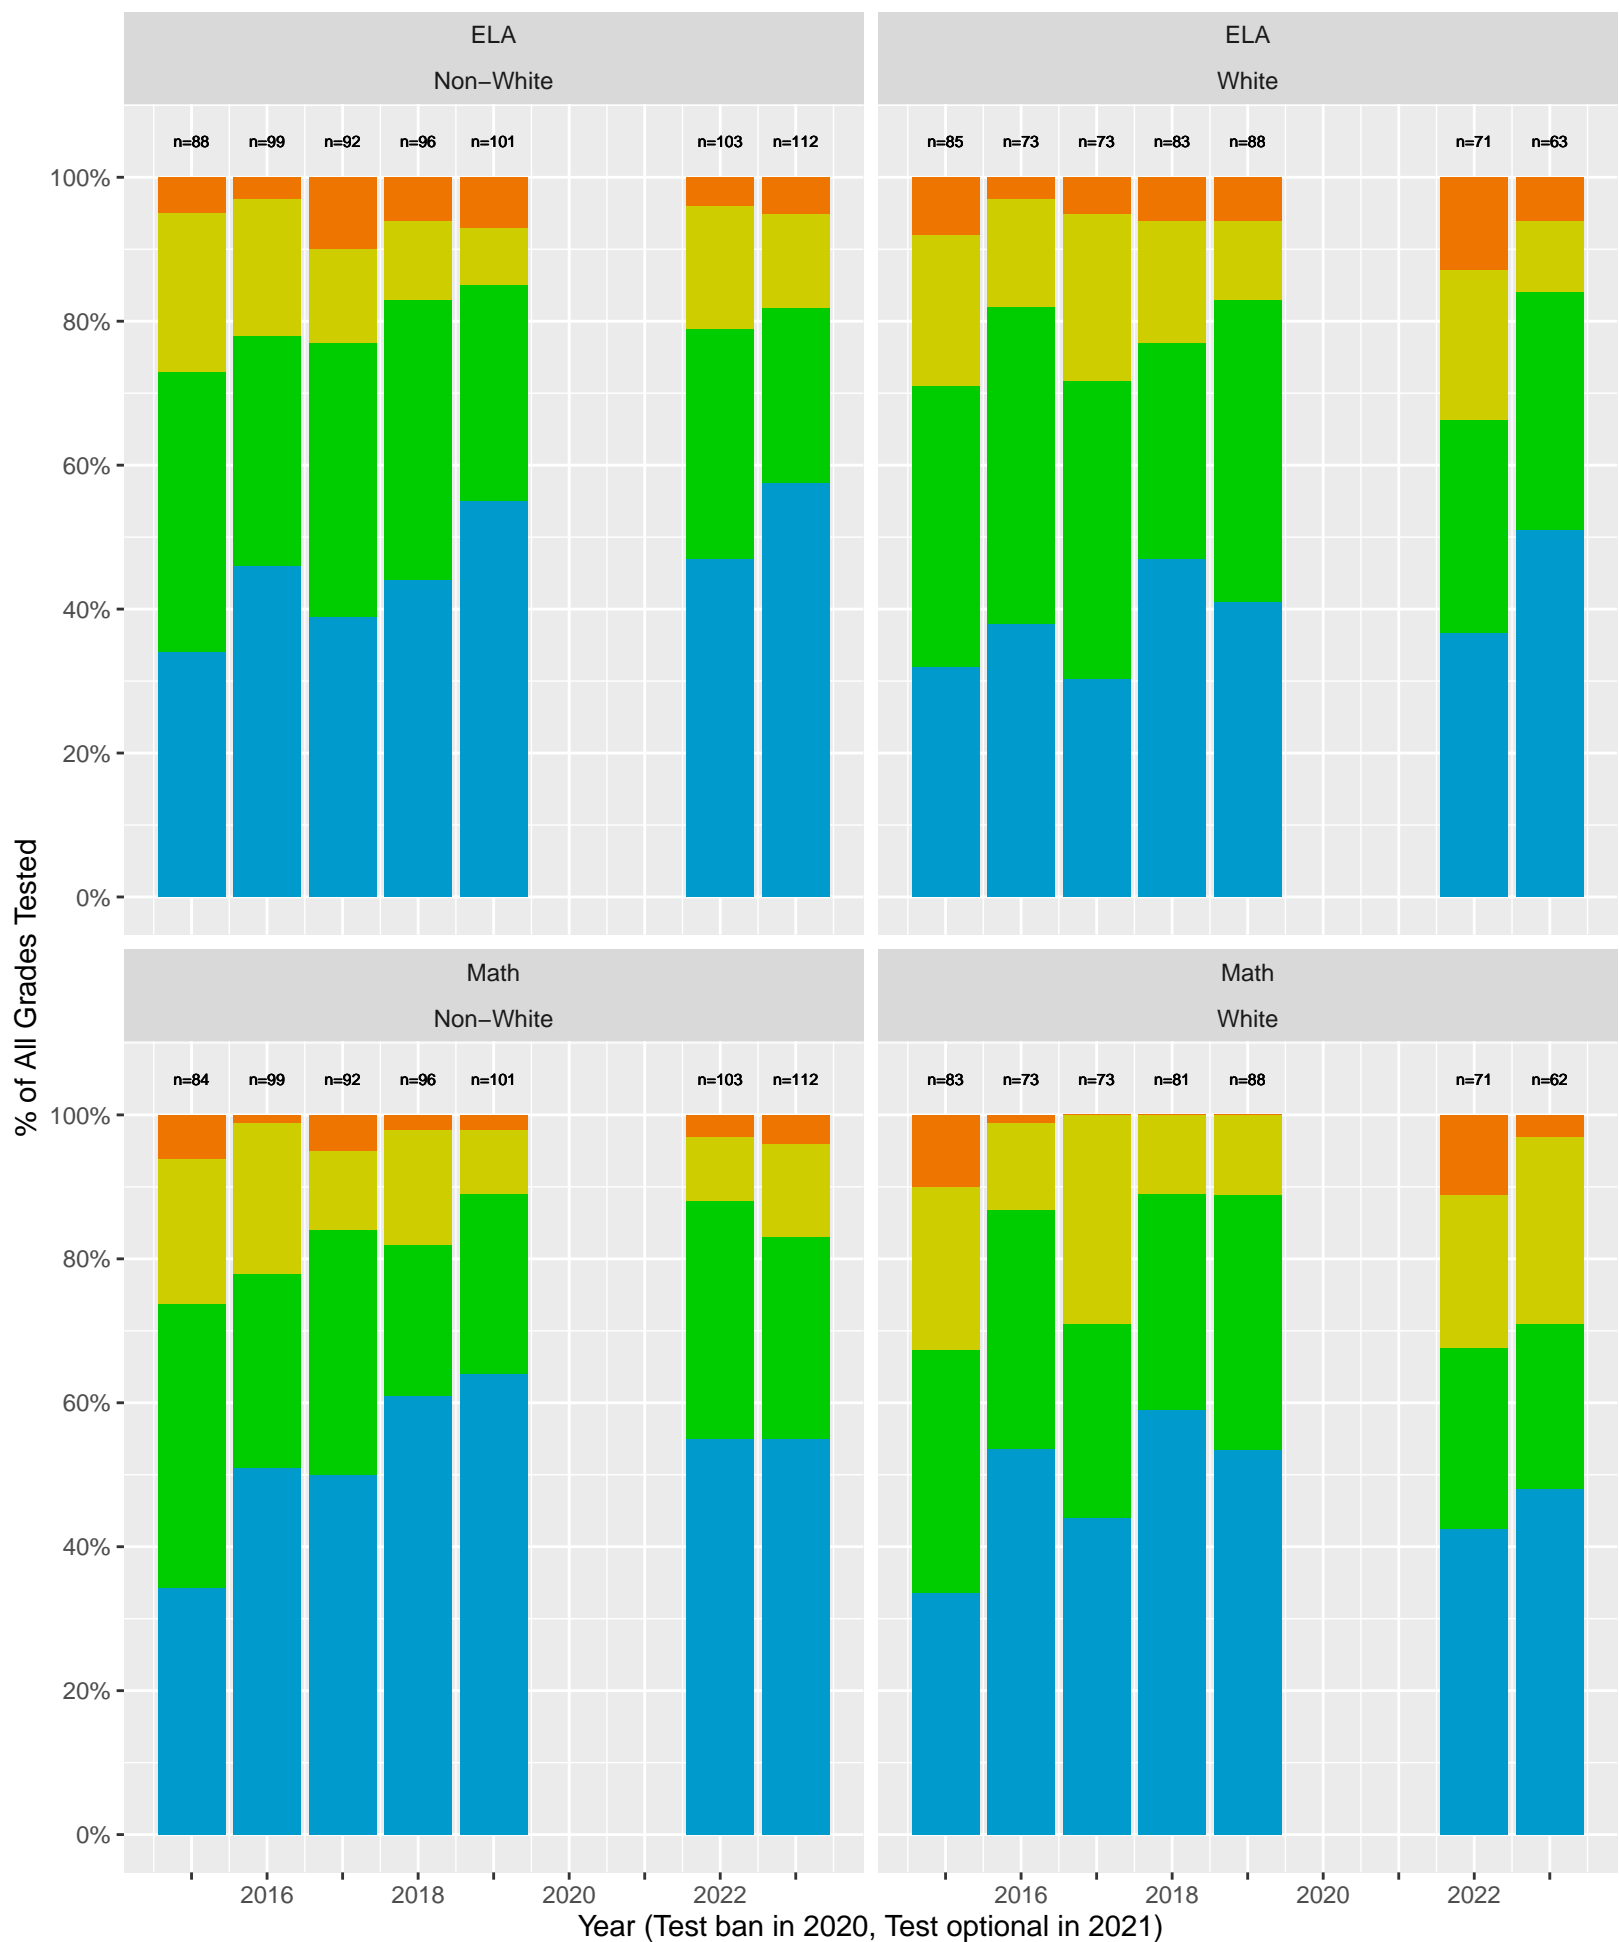 ELA
Non−White
ELA
White
n=88 n=99 n=92 n=96 n=101 n=103 n=112
n=85 n=73 n=73 n=83 n=88 n=71 n=63
100%
80%
60%
40%
20%
0%
Math
Non−White
Math
White
n=84 n=99 n=92 n=96 n=101 n=103 n=112
n=83 n=73 n=73 n=81 n=88 n=71 n=62
100%
80%
60%
40%
20%
0%
2016 2018 2020 2022
2016 2018 2020 2022
Year (Test ban in 2020, Test optional in 2021)
% of All Grades Tested